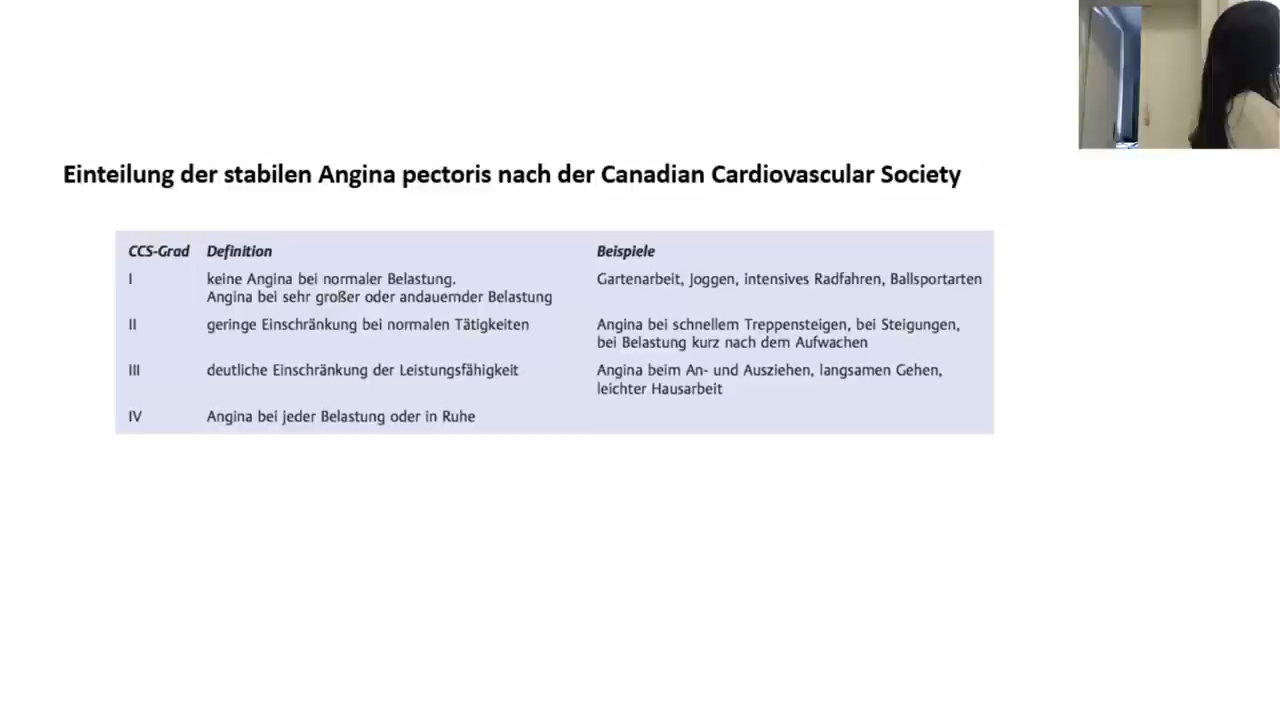 Einteilung der stabilen Angina pectoris nach der Canadian Cardiovascular Society
CCS-Grad Definition Beispiele
I keine Angina bei normaler Belastung. Gartenarbeit, Joggen, intensives Radfahren, Ballsportarten
Angina bei sehr großer oder andauernder Belastung
II geringe Einschränkung bei normalen Tätigkeiten Angina bei schnellem Treppensteigen, bei Steigungen,
bei Belastung kurz nach dem Aufwachen
III deutliche Einschränkung der Leistungsfähigkeit Angina beim An- und Ausziehen, langsamen Gehen,
leichter Hausarbeit
IV Angina bei jeder Belastung oder in Ruhe